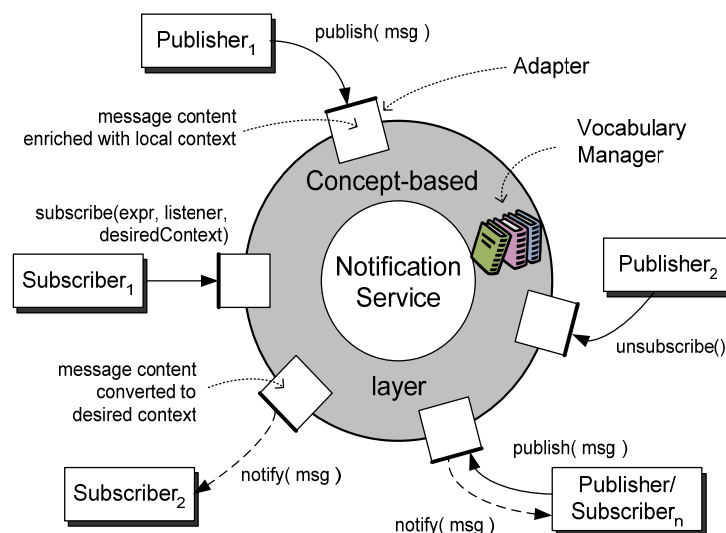 Publisher1
publish( msg )
Adapter
message content
enriched with local context
Vocabulary
Manager
Concept-based
subscribe(expr, listener,
desiredContext)
Subscriber1
Notification
Service
Publisher2
unsubscribe()
message content
converted to
desired context
layer
publish( msg )
Subscriber2
notify( msg )
Publisher/
Subscribern
notify( msg )